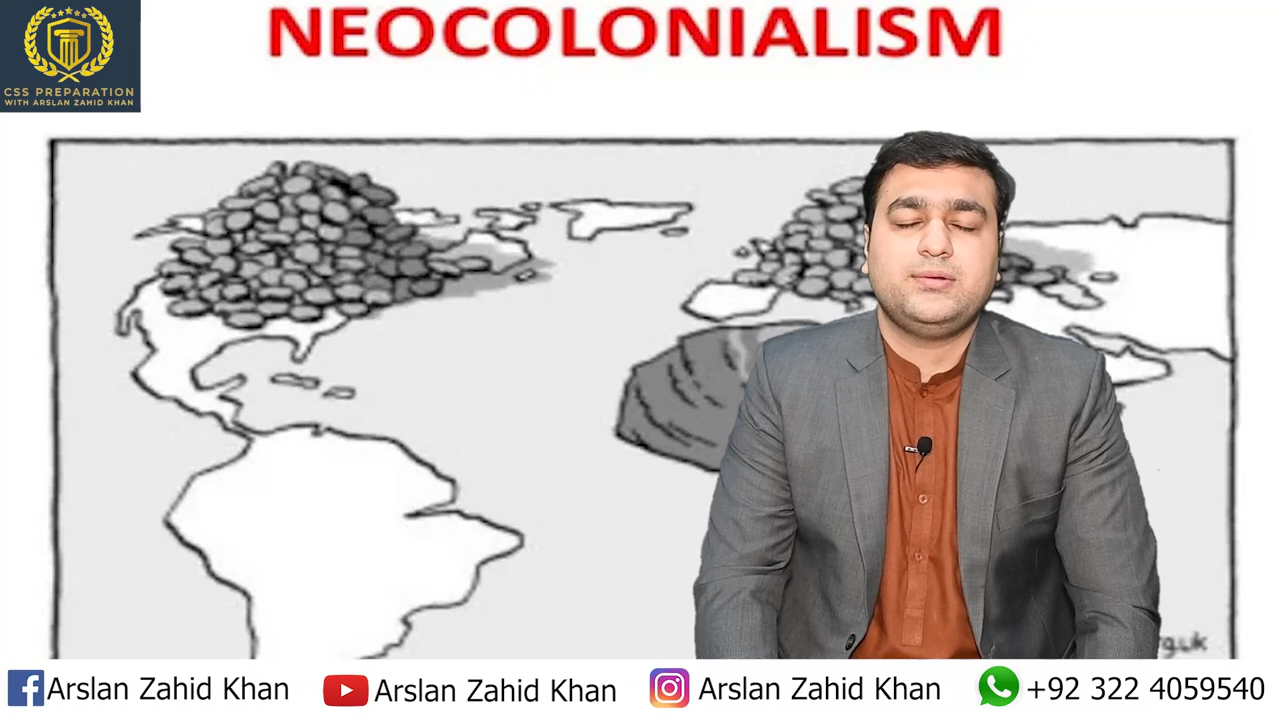 NEOCOLONIALISM
CSS PREPARATION
WITH ARSLAN ZAHID KHAN
g.uk
Arslan Zahid Khan
Arslan Zahid Khan
Arslan Zahid Khan
+92 322 4059540